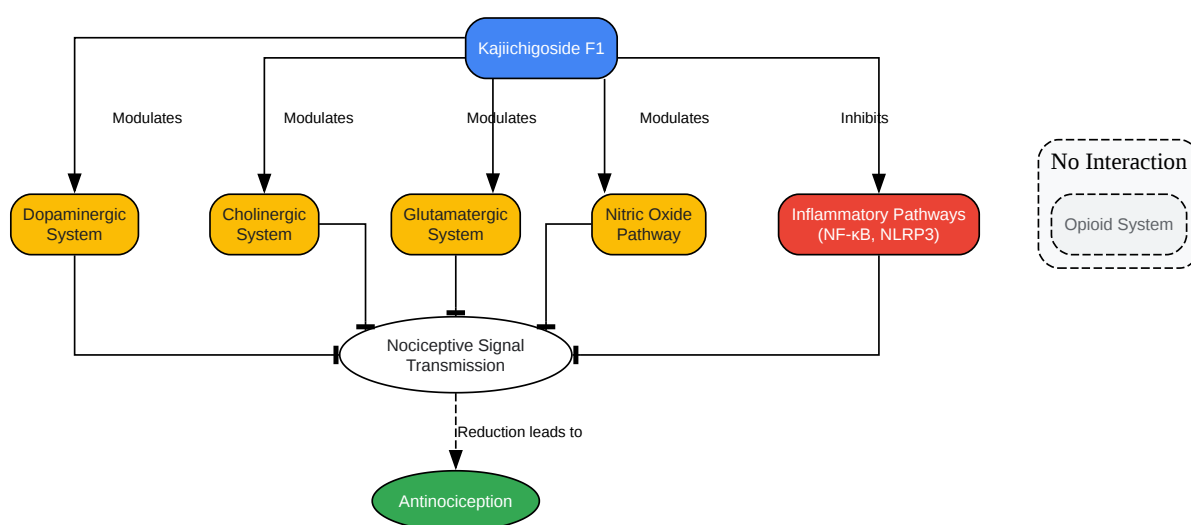 Kajiichigoside F1
Modulates
Modulates
Modulates
Modulates
Inhibits
No Interaction
Dopaminergic
System
Cholinergic
System
Glutamatergic
System
Nitric Oxide
Pathway
Inflammatory Pathways
(NF-κB, NLRP3)
Opioid System
Nociceptive Signal
Transmission
Reduction leads to
Antinociception